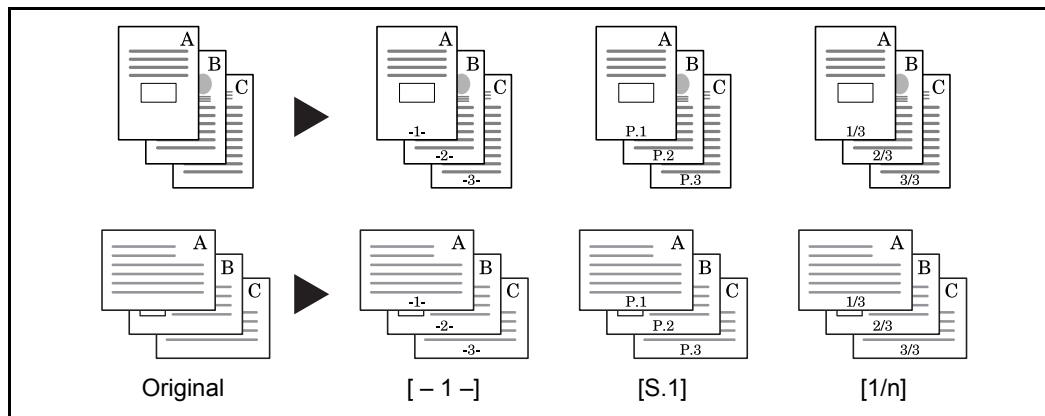 A A A A
B B B B
C C C C
-1- P.1 1/3
-2- P.2 2/3
-3- P.3 3/3
A A A A
B B B B
C C C C
-1- P.1 1/3
-2- P.2 2/3
-3- P.3 3/3
Original [ – 1 –] [S.1] [1/n]